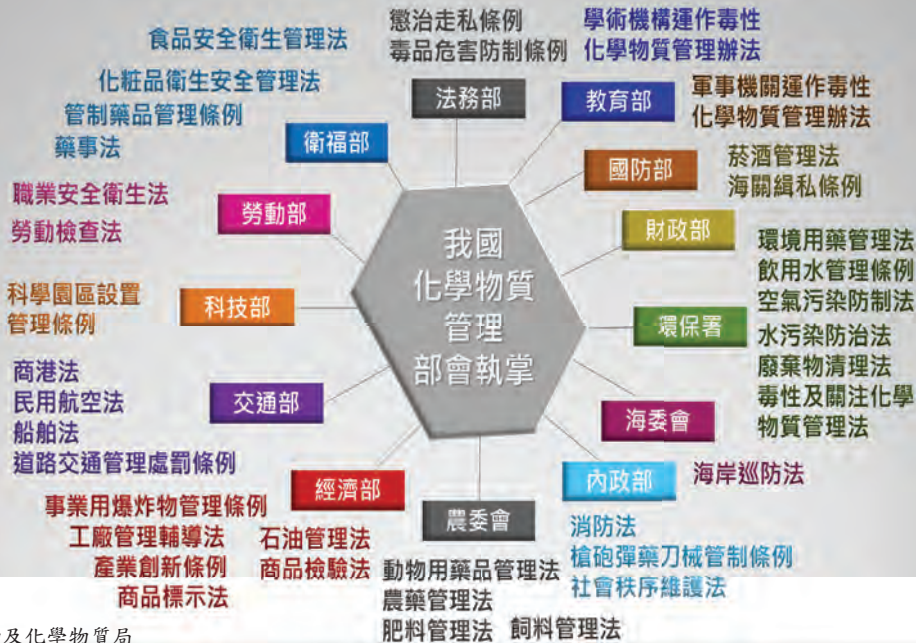 我國
化學物質
管理
部會執掌
法務部
懲治走私條例
毒品危害防制條例
教育部
學術機構運作毒性
化學物質管理辦法
國防部
軍事機關運作毒性
化學物質管理辦法
財政部
菸酒管理法
海關緝私條例
環保署
環境用藥管理法
飲用水管理條例
空氣污染防制法
水污染防治法
廢棄物清理法
毒性及關注化學
物質管理法
海委會
海岸巡防法
內政部
消防法
槍砲彈藥刀械管制條例
社會秩序維護法
農委會
動物用藥品管理法
農藥管理法
肥料管理法 飼料管理法
經濟部
事業用爆炸物管理條例
工廠管理輔導法
產業創新條例
商品標示法
石油管理法
商品檢驗法
交通部
商港法
民用航空法
船舶法
道路交通管理處罰條例
科技部
科學園區設置
管理條例
勞動部
職業安全衛生法
勞動檢查法
衛福部
食品安全衛生管理法
化粧品衛生安全管理法
管制藥品管理條例
藥事法
及化學物質局